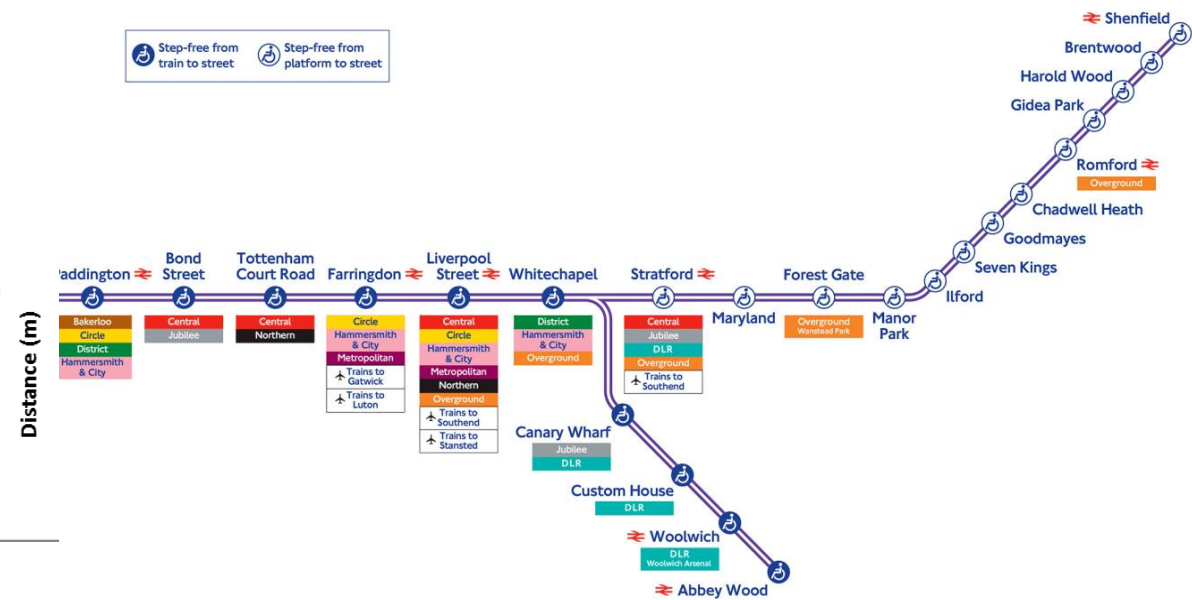 Step-free from
train to street
Step-free from
platform to street
Shenfield
Brentwood
Harold Wood
Gidea Park
Romford
Overground
Chadwell Heath
Goodmayes
Seven Kings
Ilford
Manor
Park
Forest Gate
Overground
Wanstead Park
Maryland
Stratford
Central
Jubilee
DLR
Overground
Trains to
Southend
Whitechapel
District
Hammersmith
& City
Overground
Liverpool
Street
Central
Circle
Hammersmith
& City
Metropolitan
Northern
Overground
Trains to
Southend
Trains to
Stansted
Farringdon
Circle
Hammersmith
& City
Metropolitan
Trains to
Gatwick
Trains to
Luton
Tottenham
Court Road
Central
Northern
Bond
Street
Central
Jubilee
addington
Bakerloo
Circle
District
Hammersmith
& City
Canary Wharf
Jubilee
DLR
Custom House
DLR
Woolwich
DLR
Woolwich Arsenal
Abbey Wood
Distance (m)